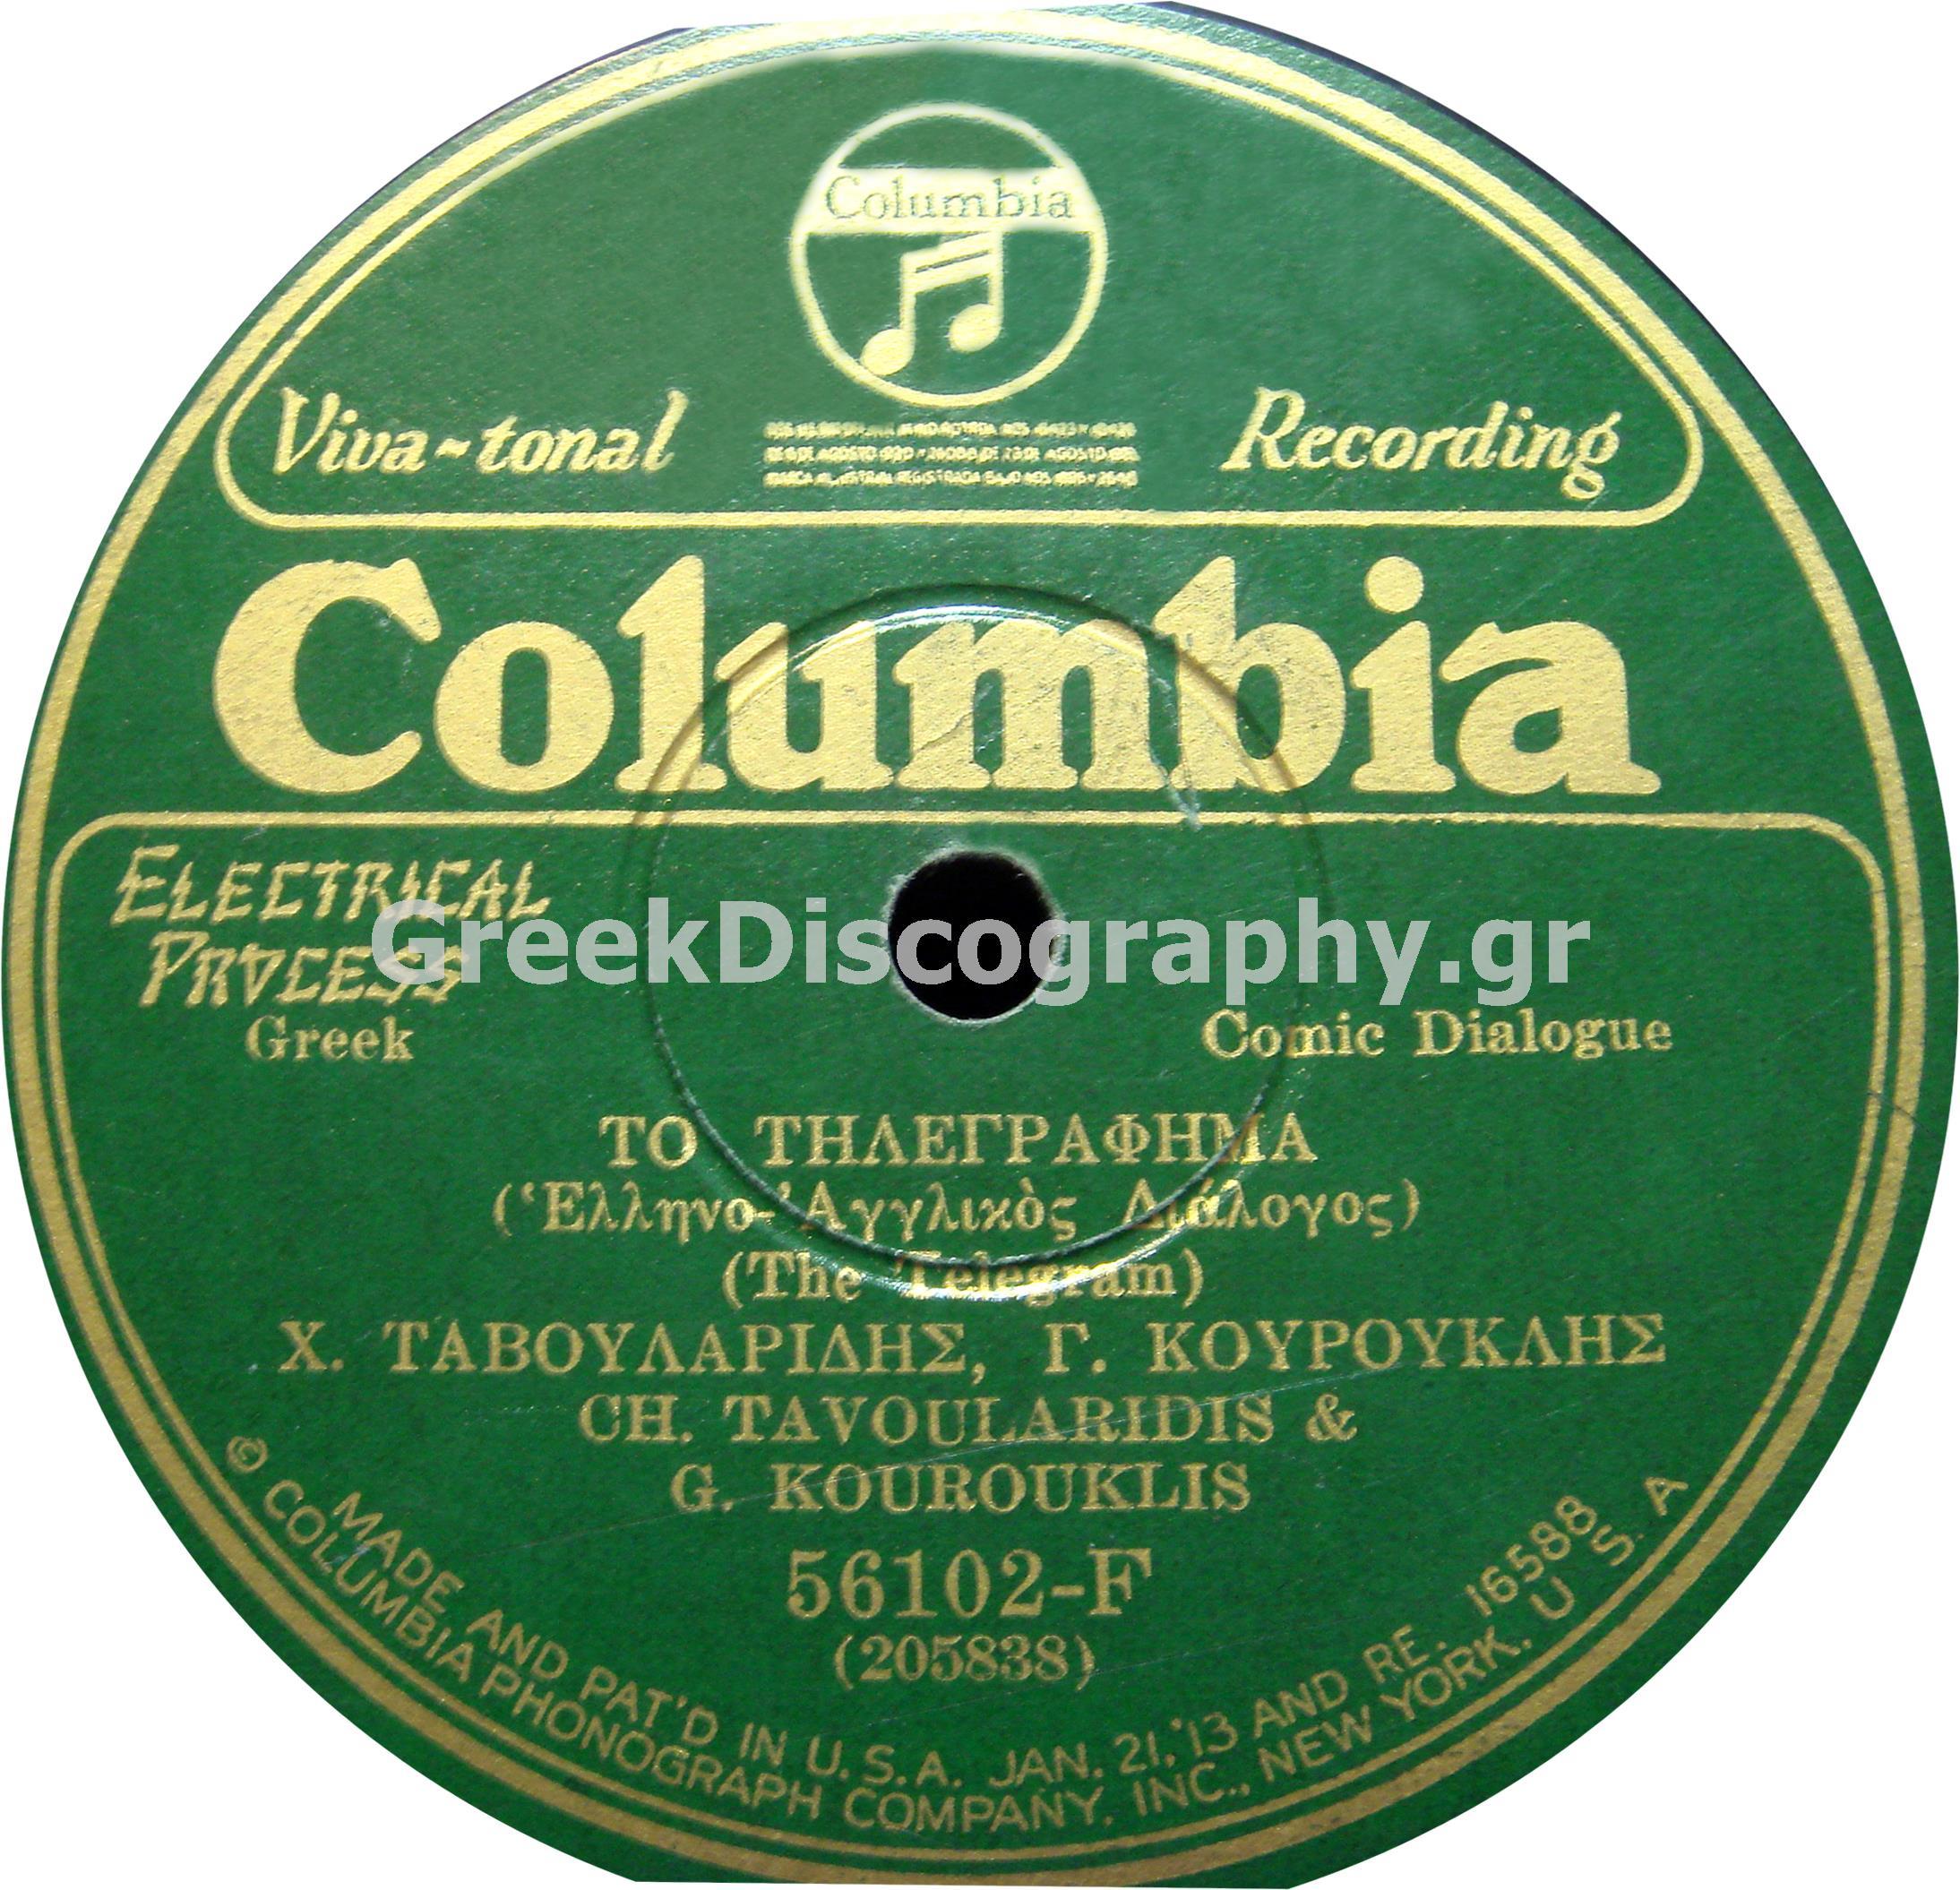 Columbia
Viva-tonal Recording
Columbia
ELECTRICAL
PROCESS
GreekDiscography.gr
Greek Comic Dialogue
ΤΟ ΤΗΛΕΓΡΑΦΗΜΑ
(Ἑλληνο-Ἀγγλικὸς Διάλογος)
(The Telegram)
Χ. ΤΑΒΟΥΛΑΡΙΔΗΣ, Γ. ΚΟΥΡΟΥΚΛΗΣ
CH. TAVOULARIDIS &
G. KOUROUKLIS
56102-F
(205838)
MADE AND PAT'D IN U.S.A. JAN. 21,'13 AND RE. 16588
© COLUMBIA PHONOGRAPH COMPANY, INC., NEW YORK, U S. A